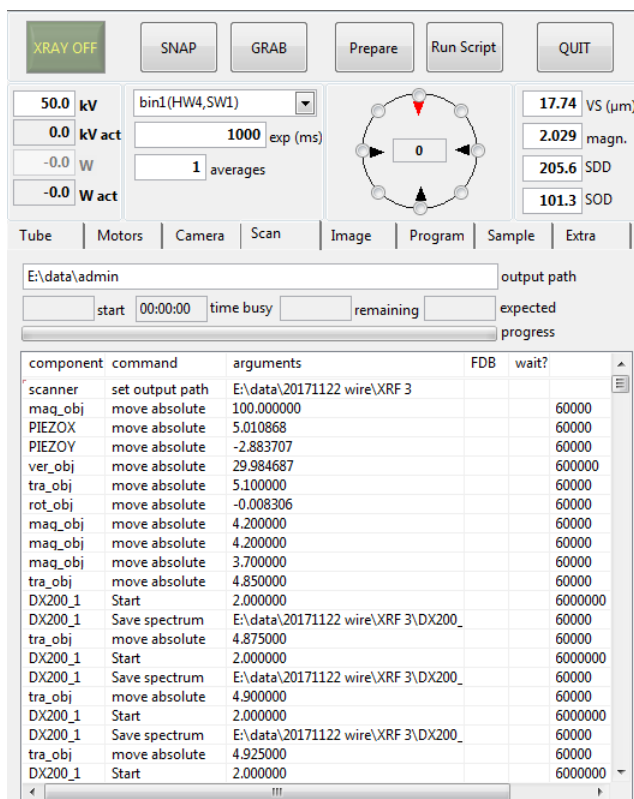 XRAY OFF SNAP GRAB Prepare Run Script QUIT
50.0 kV bin1(HW4,SW1) 17.74 VS (µm)
0.0 kV act 1000 exp (ms) 0 2.029 magn.
-0.0 W 1 averages 205.6 SDD
-0.0 W act 101.3 SOD
Tube Motors Camera Scan Image Program Sample Extra
E:\data\admin output path
start 00:00:00 time busy remaining expected
progress
component command arguments FDB wait?
scanner set output path E:\data\20171122 wire\XRF 3
mag_obj move absolute 100.000000 60000
PIEZOX move absolute 5.010868 60000
PIEZOY move absolute -2.883707 60000
ver_obj move absolute 29.984687 600000
tra_obj move absolute 5.100000 60000
rot_obj move absolute -0.008306 60000
mag_obj move absolute 4.200000 60000
mag_obj move absolute 4.200000 60000
mag_obj move absolute 3.700000 60000
tra_obj move absolute 4.850000 60000
DX200_1 Start 2.000000 6000000
DX200_1 Save spectrum E:\data\20171122 wire\XRF 3\DX200_ 60000
tra_obj move absolute 4.875000 60000
DX200_1 Start 2.000000 6000000
DX200_1 Save spectrum E:\data\20171122 wire\XRF 3\DX200_ 60000
tra_obj move absolute 4.900000 60000
DX200_1 Start 2.000000 6000000
DX200_1 Save spectrum E:\data\20171122 wire\XRF 3\DX200_ 60000
tra_obj move absolute 4.925000 60000
DX200_1 Start 2.000000 6000000